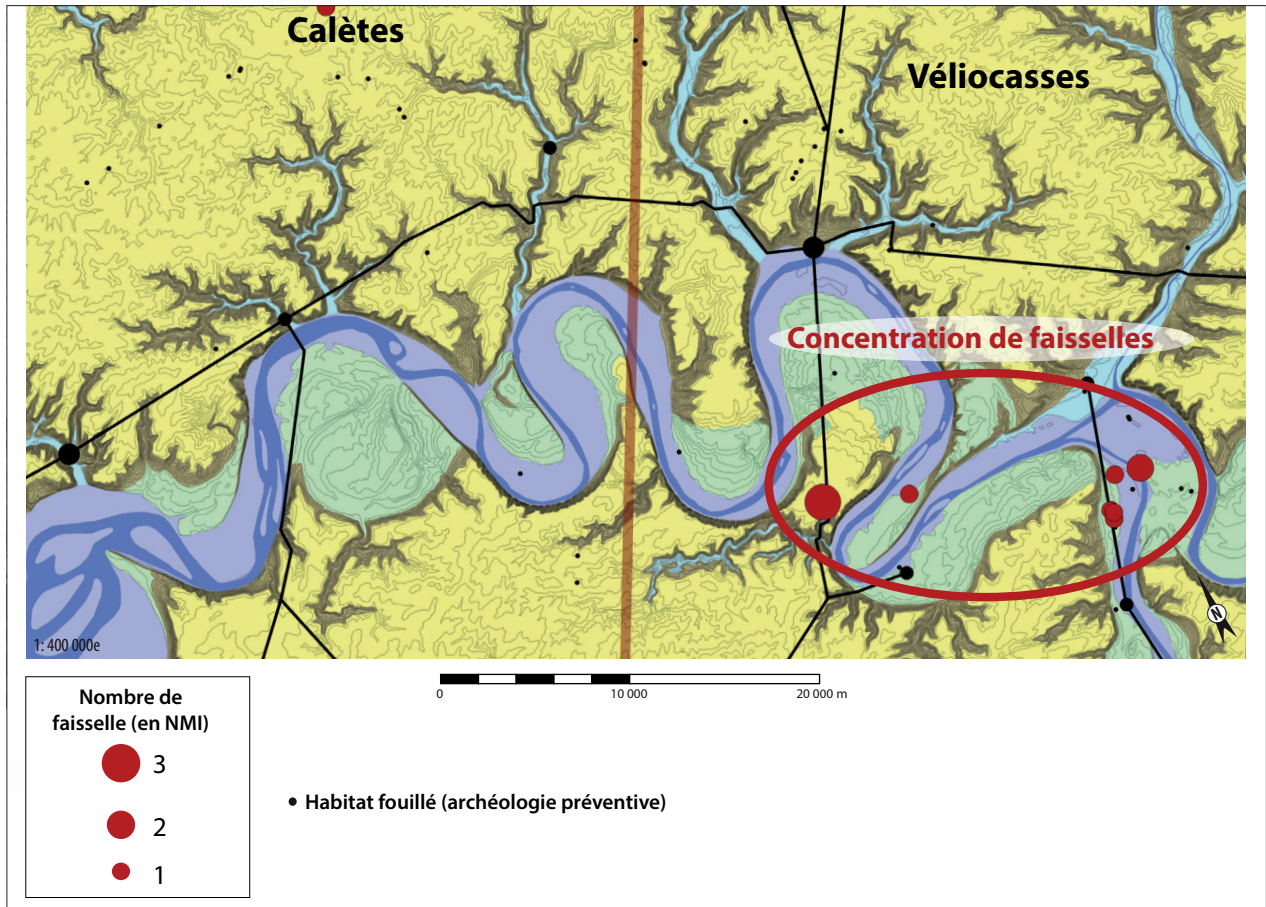 Calètes
Véliocasses
Concentration de faisselles
N
1: 400 000e
0 10 000 20 000 m
Nombre de
faisselle (en NMI)
3
2
1
• Habitat fouillé (archéologie préventive)